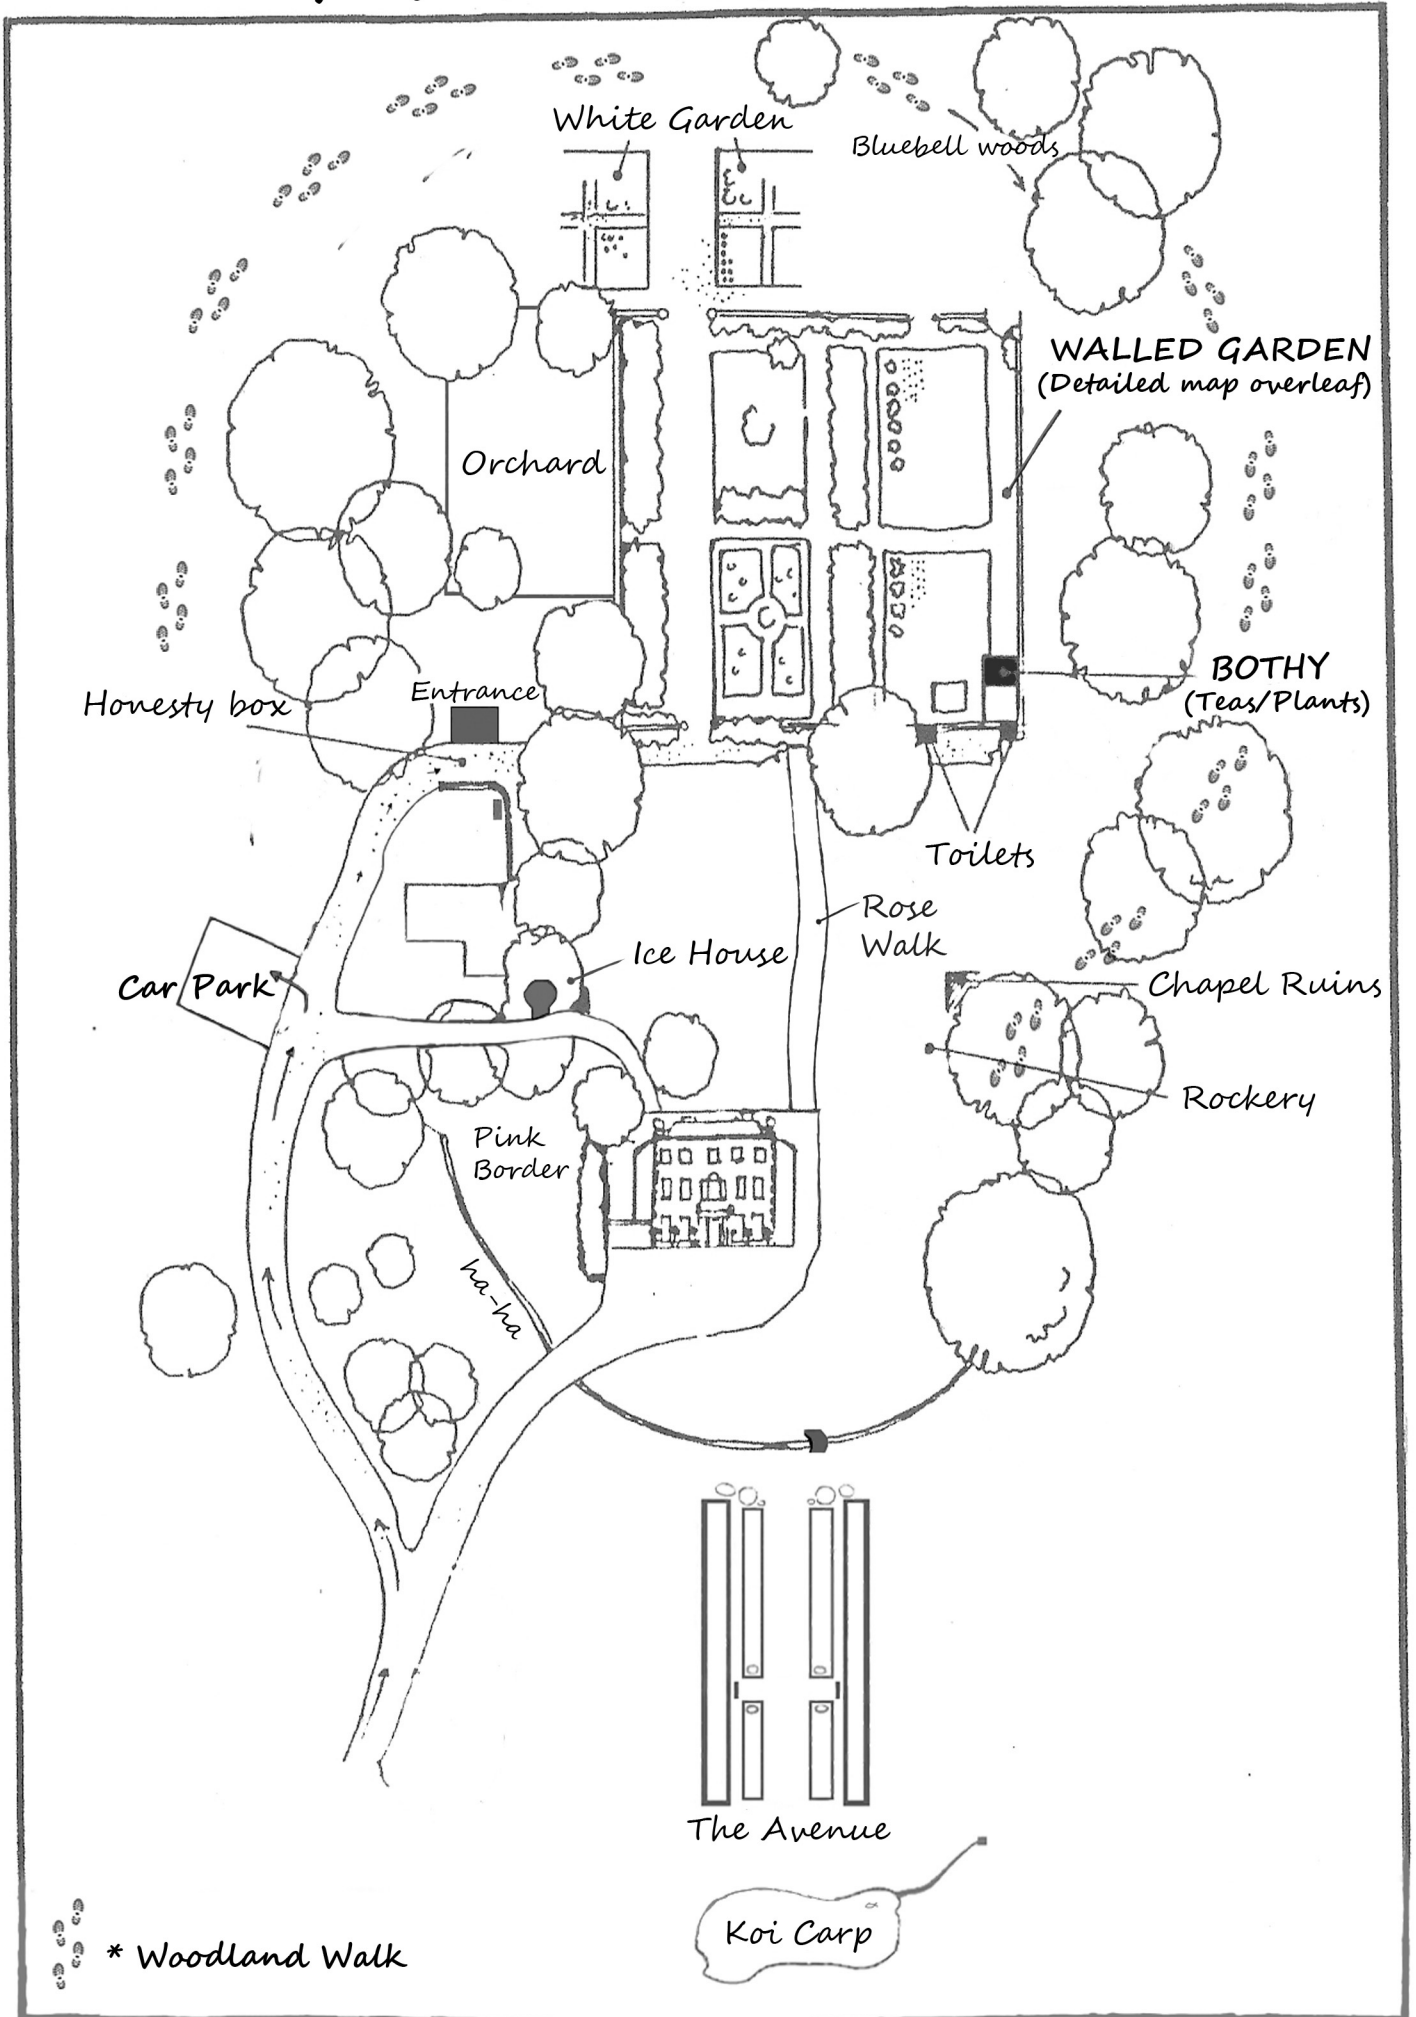 White Garden
Bluebell woods
WALLED GARDEN
(Detailed map overleaf)
Orchard
BOTHY
(Teas/Plants)
Honesty box
Entrance
Toilets
Rose
Walk
Ice House
Car Park
Chapel Ruins
Rockery
Pink
Border
ha-ha
The Avenue
Koi Carp
* Woodland Walk